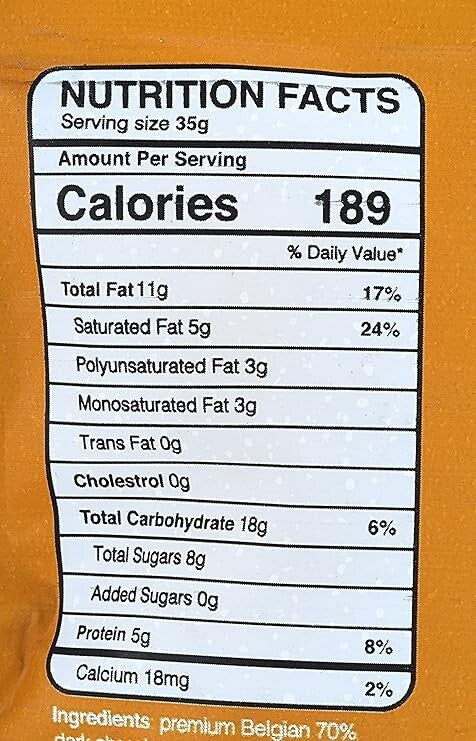 NUTRITION FACTS
Serving size 35g
Amount Per Serving
Calories 189
% Daily Value*
Total Fat 11g 17%
Saturated Fat 5g 24%
Polyunsaturated Fat 3g
Monosaturated Fat 3g
Trans Fat 0g
Cholestrol 0g
Total Carbohydrate 18g 6%
Total Sugars 8g
Added Sugars 0g
Protein 5g 8%
Calcium 18mg 2%
Ingredients premium Belgian 70%
dark